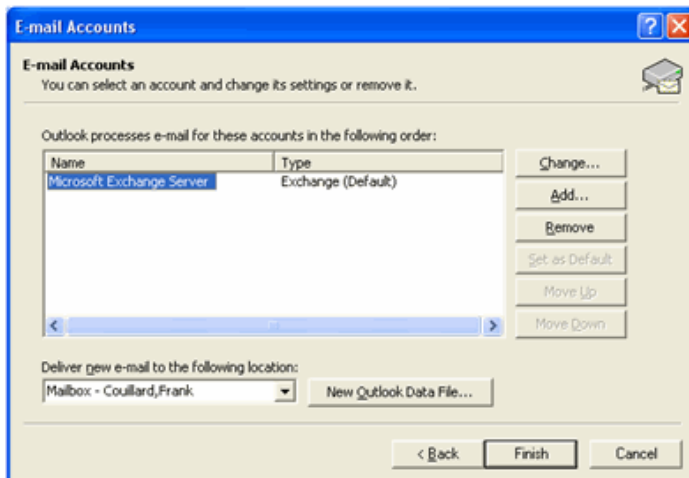 E-mail Accounts
E-mail Accounts
You can select an account and change its settings or remove it.
Outlook processes e-mail for these accounts in the following order:
Name Type
Microsoft Exchange Server Exchange (Default)
Change...
Add...
Remove
Set as Default
Move Up
Move Down
Deliver new e-mail to the following location:
Mailbox - Couillard,Frank
New Outlook Data File...
< Back Finish Cancel